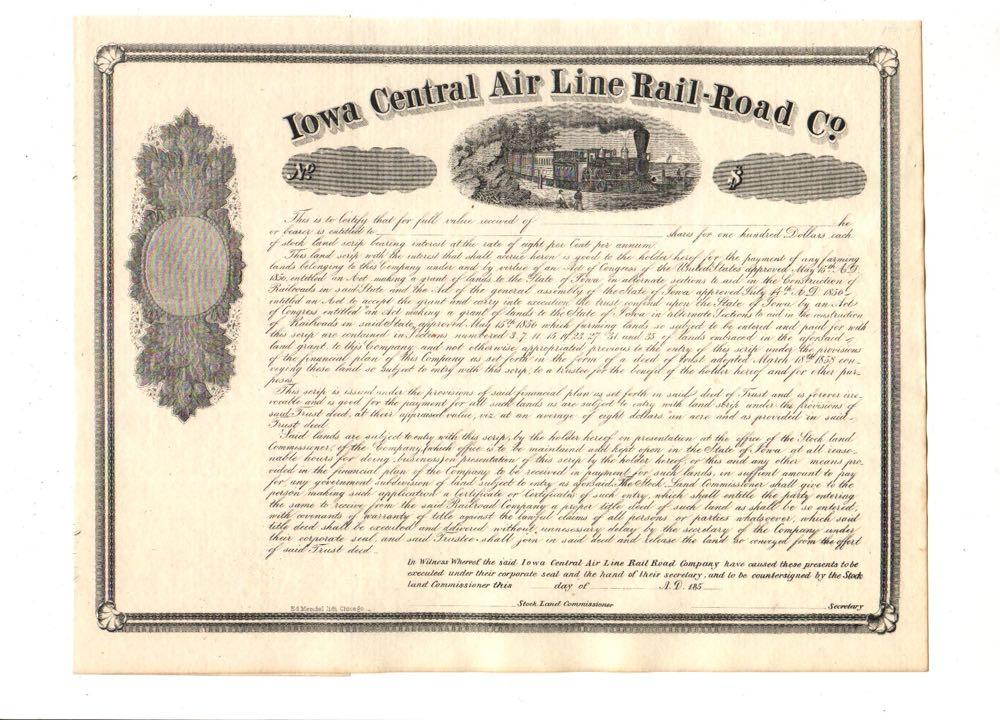 Iowa Central Air Line Rail-Road Co.
No.
$
This is to Certify that for full value received of he
or bearer is entitled to shares for one hundred Dollars each
of stock land scrip bearing interest at the rate of eight per Cent per annum.
This land scrip with the interest that shall accrue hereon is good to the holder hereof for the payment of any farming
lands belonging to this Company under and by virtue of an Act of Congress of the United States approved May 15th A.D.
1856, entitled an Act making a grant of lands to the State of Iowa in alternate sections to aid in the Construction of
Railroads in said State and the Act of the general assembly of the State of Iowa approved July 14th A.D. 1856
entitled an Act to accept the grant and carry into execution the trust confered upon the State of Iowa by an Act
of Congress entitled an Act making a grant of lands to the State of Iowa in alternate Sections to aid in the construction
of Railroads in said State, approved May 15th 1856 which farming lands so subject to be entered and paid for with
this scrip are contained in Sections numbered 3. 7. 11 15 19 23 27 31 and 35 of lands embraced in the aforsaid
land grant to this Company and not otherwise appropriated previous to the entry of this scrip under the provisions
of the financial plan of this Company as set forth in the form of a deed of trust adopted March 18th 1858 con-
veying these land so subject to entry with this scrip, to a trustee for the benefit of the holder hereof and for other pur-
poses.
This scrip is issued under the provisions of said financial plan as set forth in said deed of Trust and is forever irre-
vocable and is good for the payment for all such lands as are subject to entry with land scrip under the provisions of
said Trust deed, at their appraised value, viz at an average of eight dollars an acre and as provided in said
Trust deed.
Said lands are subject to entry with this scrip, by the holder hereof, on presentation at the office of the Stock land
Commissioner, of the Company, (which office is to be maintaind add kept open in the State of Iowa at all reaso-
nable hours for doing business) on presentation of this scrip by the holder hereof, or this and any other means pro-
vided in the financial plan of the Company to be received in payment for such lands, in suffient amount to pay
for any government subdivision of land subject to entry as aforsaid. The Stock Land Commissioner shall give to the
person making such application a Certificate or Certificates of such entry, which shall entitle the party entering
the same to receive from the said Railroad Company a proper title deed of such land as shall be so entered,
with covenants of warranty of title against the lawful claims of all persons or parties whatsoever, which said
title deed shall be executed and ddivered without unnecessary delay by the secretary of the Company under
their corporate seal, and said Trustee shall join in said deed and release the land so conveyed from the effect
of said Trust deed.
In Witness Whereof the said Iowa Central Air Line Rail Road Company have caused these presents to be
executed under their corporate seal and the hand of their secretary, and to be countersigned by the Stock
land Commissioner this day of A.D. 185
Stock Land Commissioner Secretary
Ed Mendel lith. Chicago.